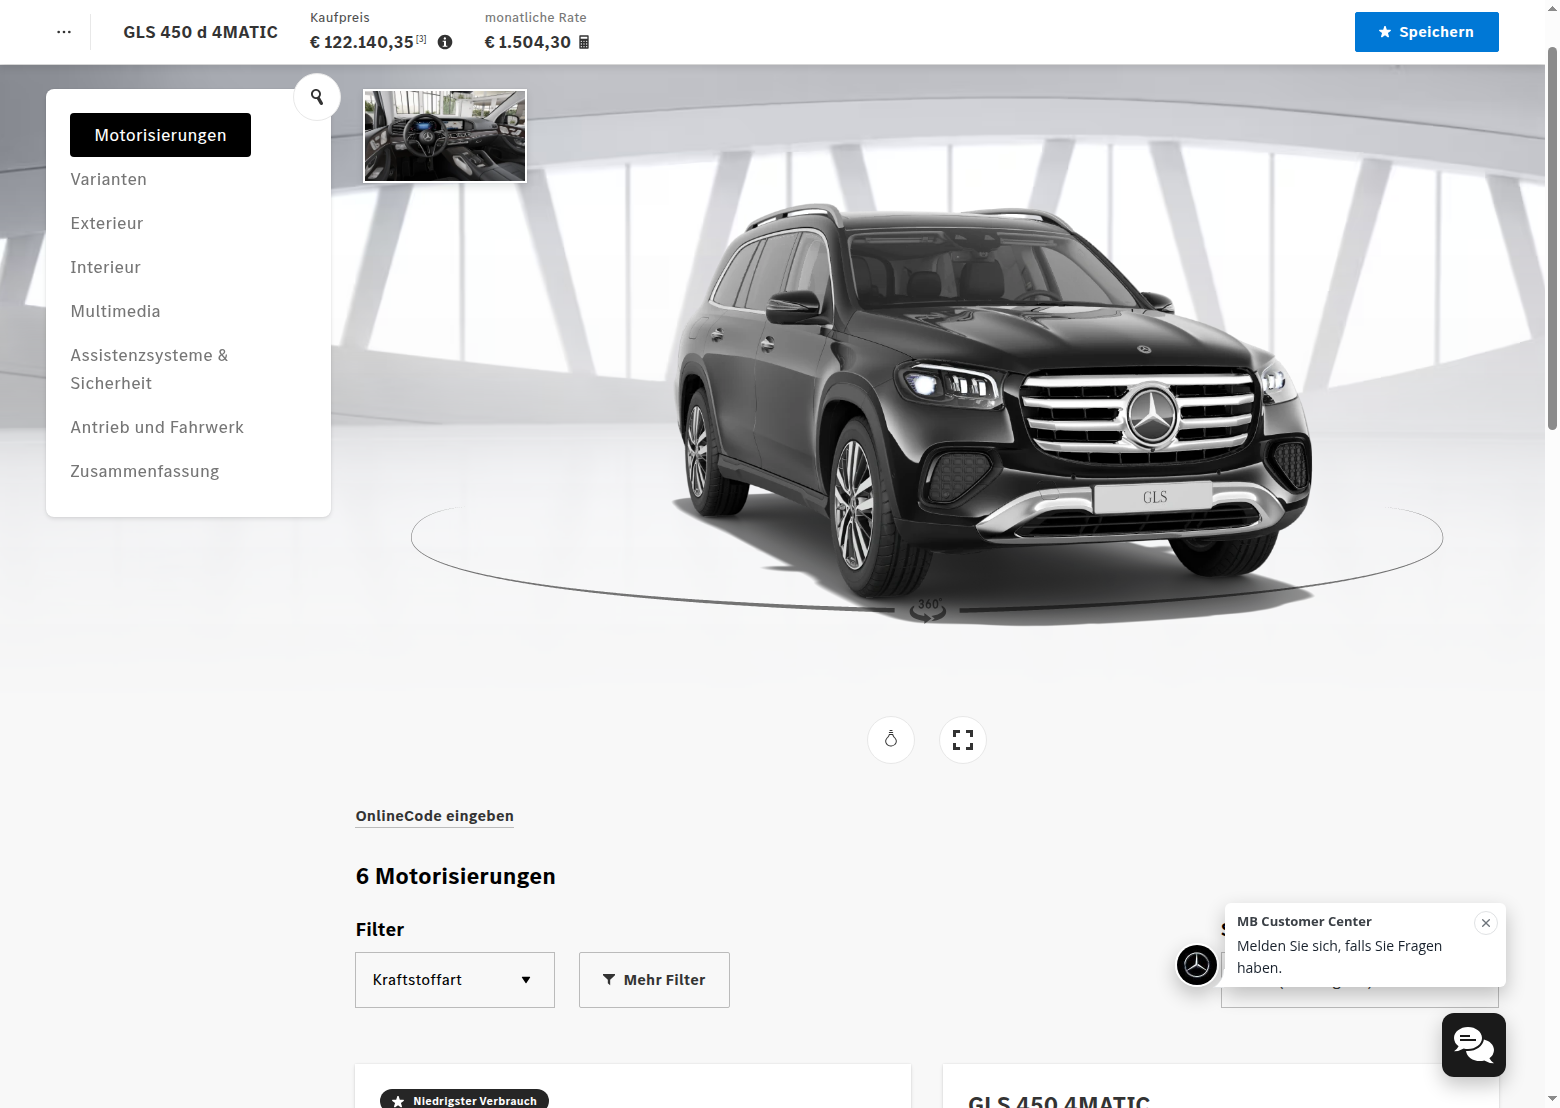 GLS 450 d 4MATIC
Kaufpreis
€ 122.140,35 [3]
monatliche Rate
€ 1.504,30
Speichern
Motorisierungen
Varianten
Exterieur
Interieur
Multimedia
Assistenzsysteme &
Sicherheit
Antrieb und Fahrwerk
Zusammenfassung
GLS
360°
OnlineCode eingeben
6 Motorisierungen
Filter
Kraftstoffart
Mehr Filter
MB Customer Center
Melden Sie sich, falls Sie Fragen
haben.
Niedrigster Verbrauch
GLS 450 4MATIC